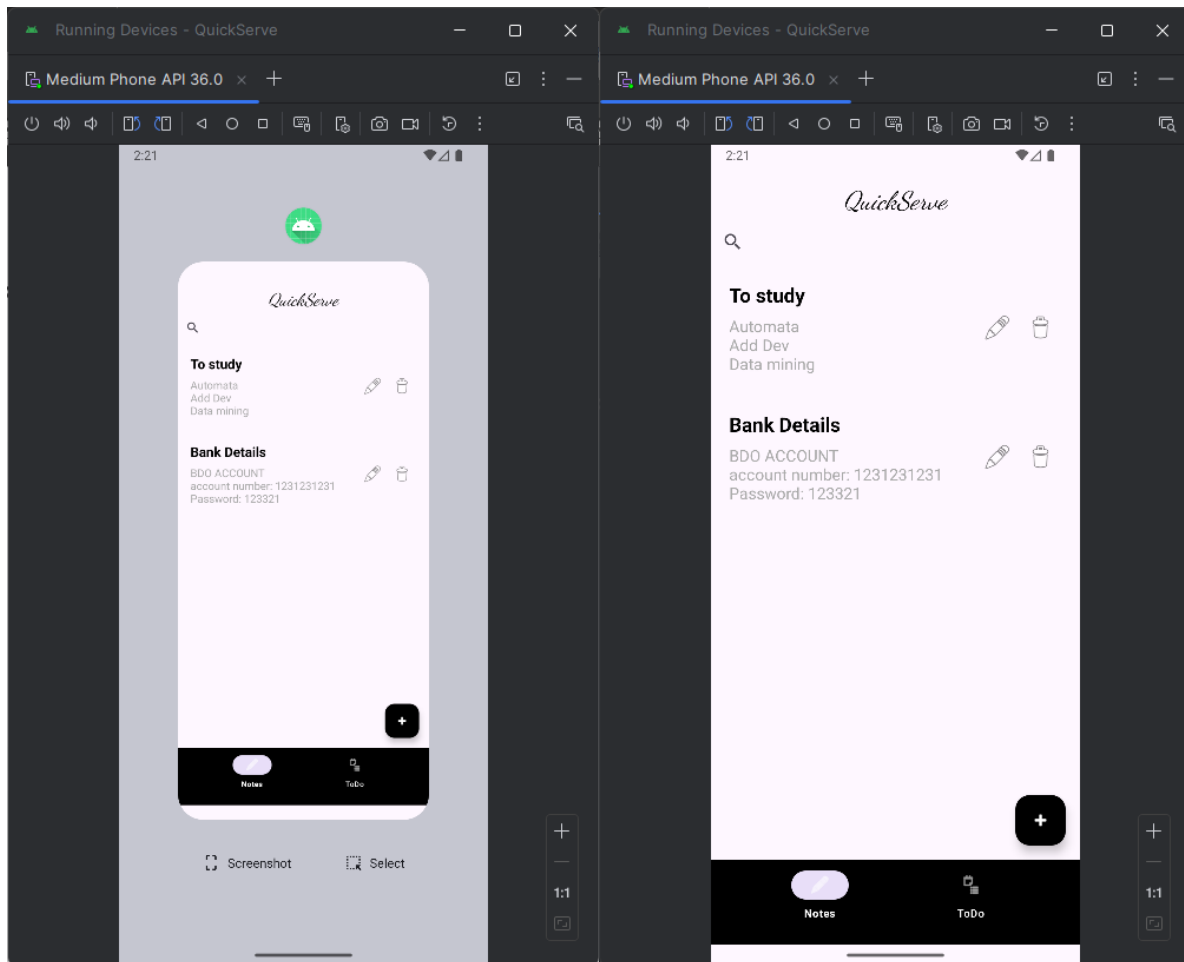 Running Devices - QuickServe
Medium Phone API 36.0
2:21
QuickServe
To study
Automata
Add Dev
Data mining
Bank Details
BDO ACCOUNT
account number: 1231231231
Password: 123321
Notes
ToDo
Screenshot
Select
1:1
Running Devices - QuickServe
Medium Phone API 36.0
2:21
QuickServe
To study
Automata
Add Dev
Data mining
Bank Details
BDO ACCOUNT
account number: 1231231231
Password: 123321
Notes
ToDo
1:1